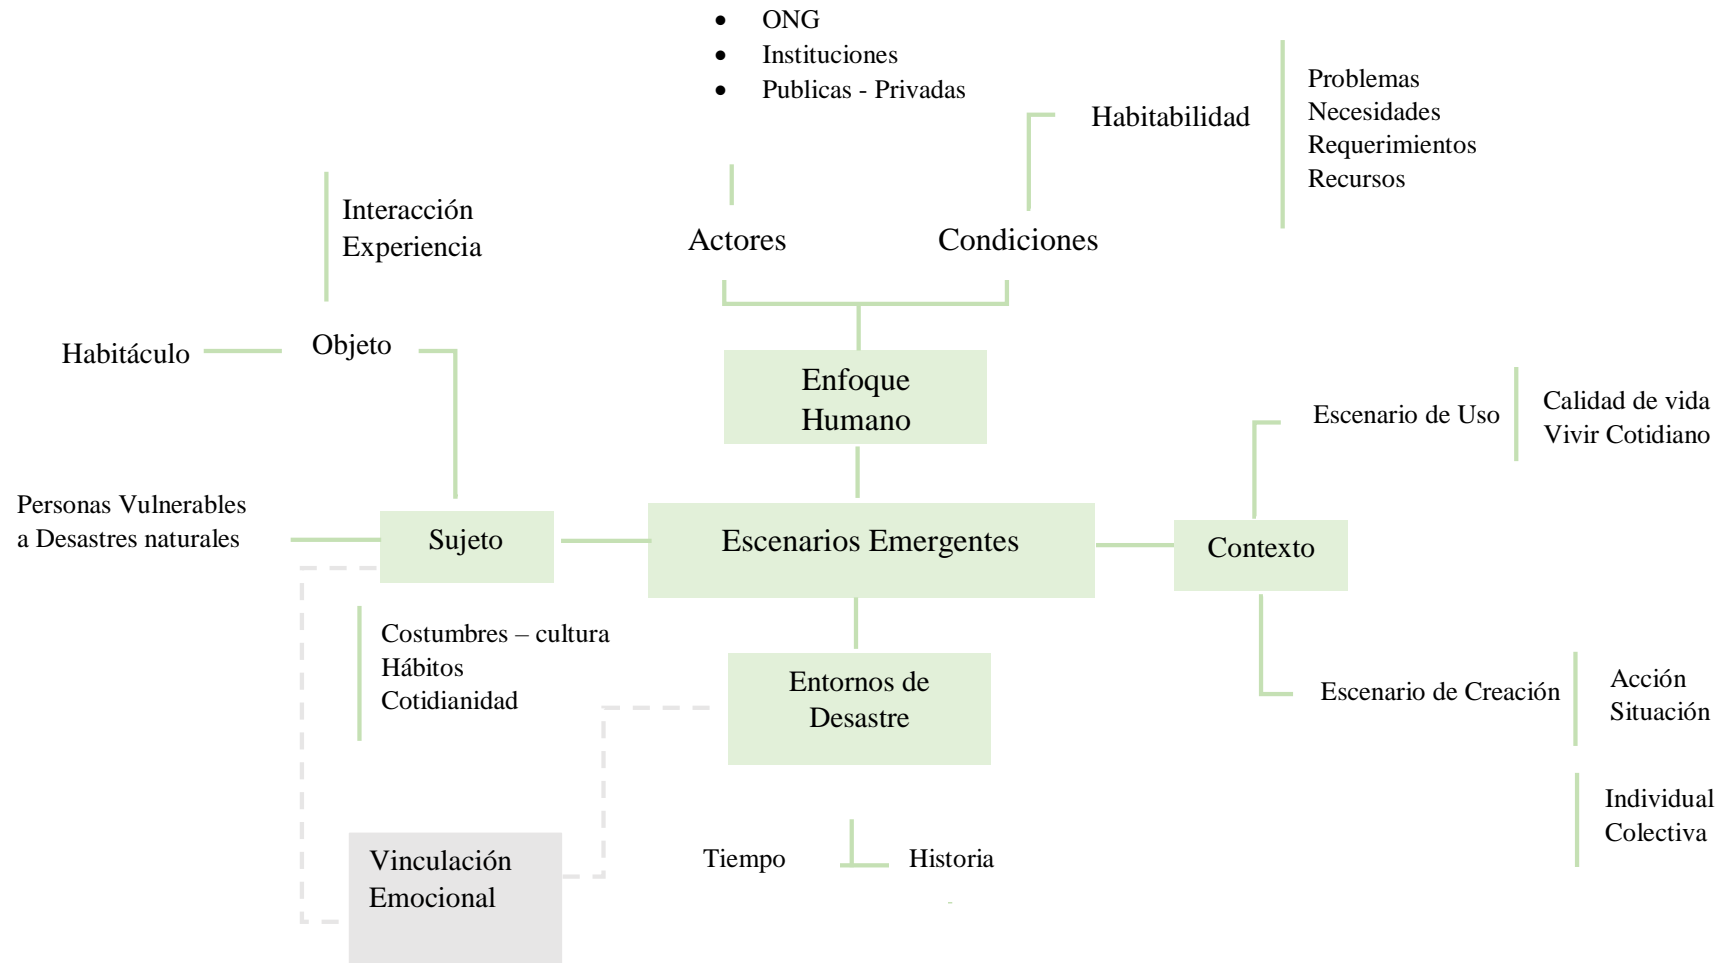 • ONG
• Instituciones
• Publicas - Privadas
Habitabilidad
Problemas
Necesidades
Requerimientos
Recursos
Interacción
Experiencia
Actores
Condiciones
Habitáculo
Objeto
Enfoque
Humano
Escenario de Uso
Calidad de vida
Vivir Cotidiano
Personas Vulnerables
a Desastres naturales
Sujeto
Escenarios Emergentes
Contexto
Costumbres – cultura
Hábitos
Cotidianidad
Entornos de
Desastre
Escenario de Creación
Acción
Situación
Individual
Colectiva
Vinculación
Emocional
Tiempo
Historia